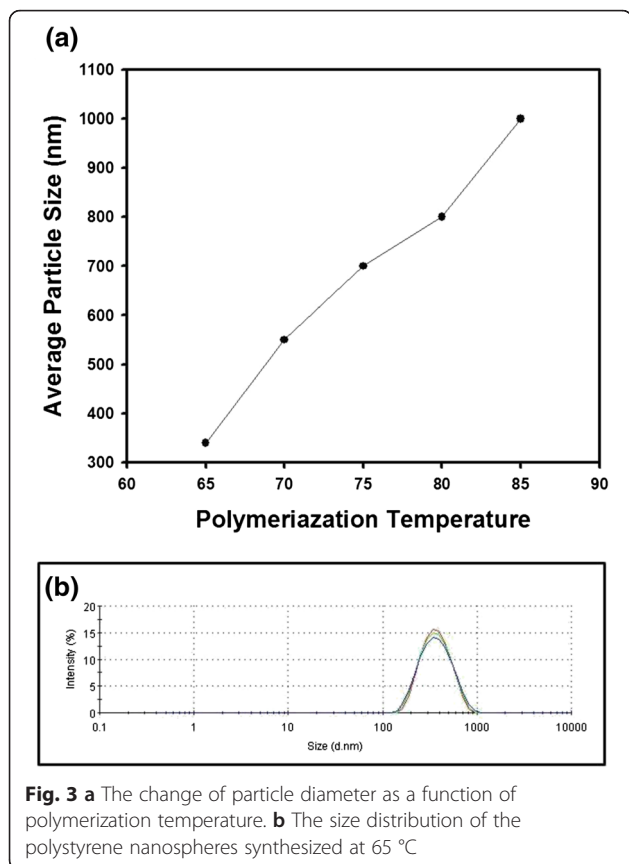 (a)
1100
1000
900
800
700
600
500
400
300
Average Particle Size (nm)
60 65 70 75 80 85 90
Polymeriazation Temperature
(b)
20
15
10
5
0
Intensity (%)
0.1 1 10 100 1000 10000
Size (d.nm)
Fig. 3 a The change of particle diameter as a function of
polymerization temperature. b The size distribution of the
polystyrene nanospheres synthesized at 65 °C